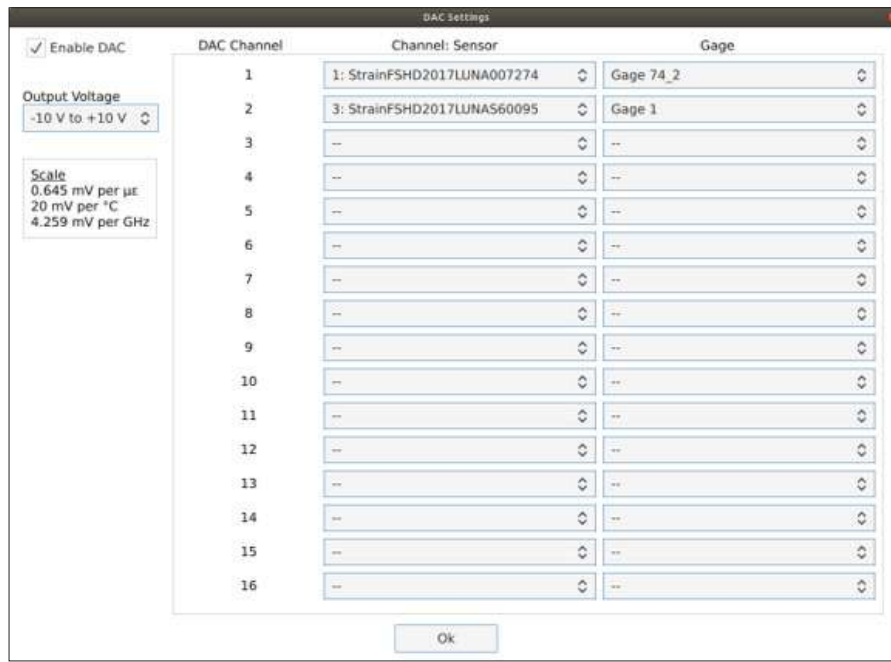 DAC Settings
✓ Enable DAC
Output Voltage
-10 V to +10 V
Scale
0.645 mV per µε
20 mV per °C
4.259 mV per GHz
DAC Channel Channel: Sensor Gage
1 1: StrainFSHD2017LUNA007274 Gage 74_2
2 3: StrainFSHD2017LUNAS60095 Gage 1
3 -- --
4 -- --
5 -- --
6 -- --
7 -- --
8 -- --
9 -- --
10 -- --
11 -- --
12 -- --
13 -- --
14 -- --
15 -- --
16 -- --
Ok